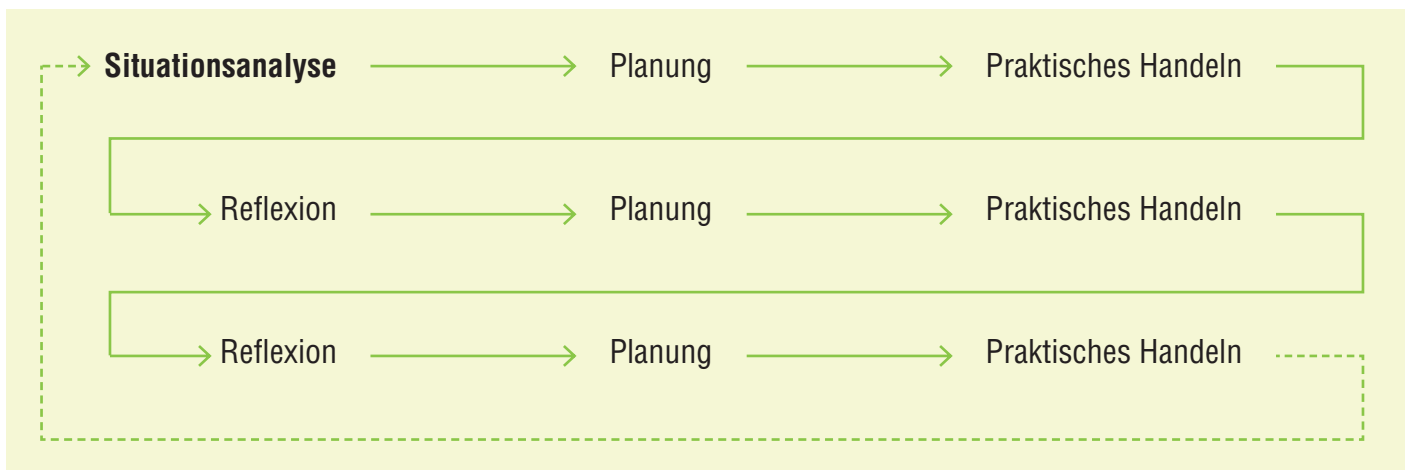 Situationsanalyse Planung Praktisches Handeln
Reflexion Planung Praktisches Handeln
Reflexion Planung Praktisches Handeln